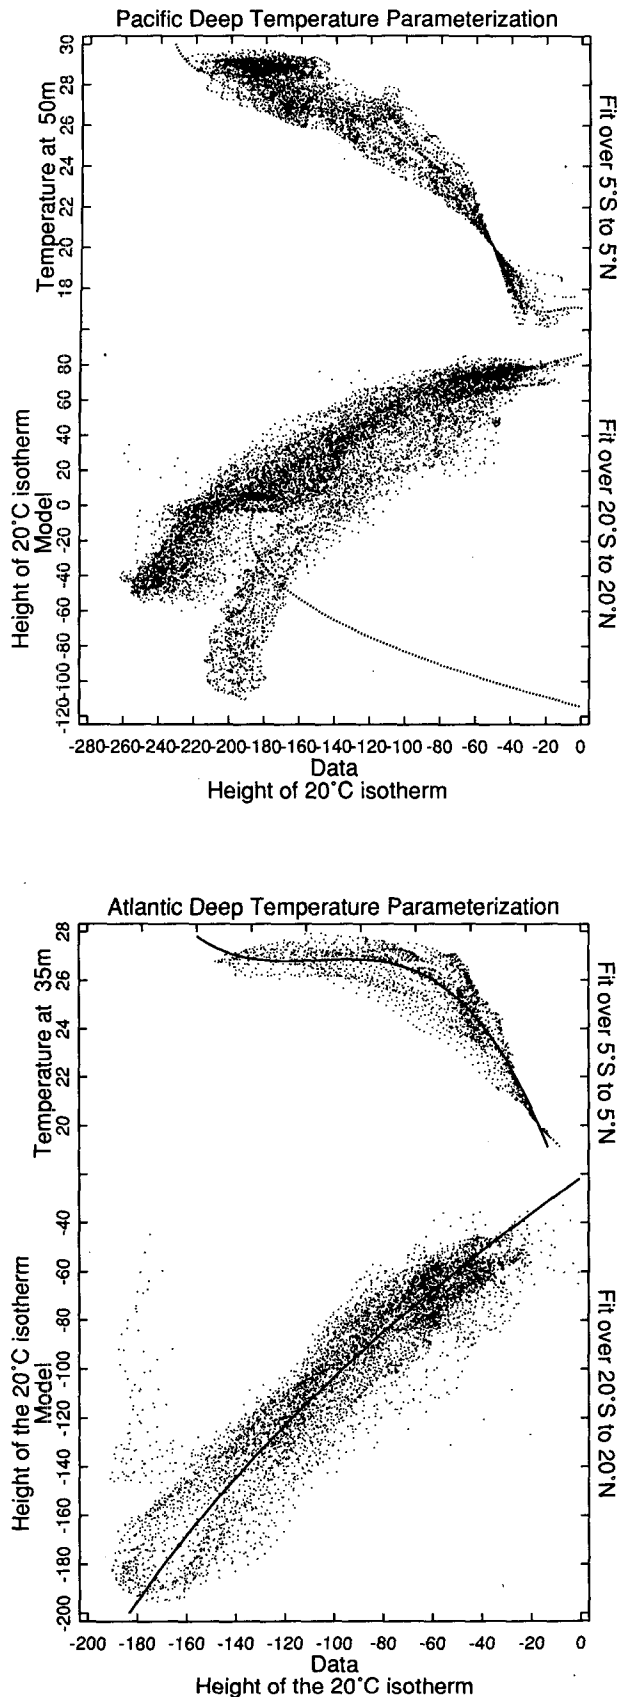 Pacific Deep Temperature Parameterization
Temperature at 50m
30
28
26
24
22
20
18
Fit over 5°S to 5°N
Height of 20°C isotherm
Model
80
60
40
20
0
-20
-40
-60
-80
-100
-120
Fit over 20°S to 20°N
-280 -260 -240 -220 -200 -180 -160 -140 -120 -100 -80 -60 -40 -20 0
Data
Height of 20°C isotherm
Atlantic Deep Temperature Parameterization
Temperature at 35m
28
26
24
22
20
Fit over 5°S to 5°N
Height of the 20°C isotherm
Model
-40
-60
-80
-100
-120
-140
-160
-180
-200
Fit over 20°S to 20°N
-200 -180 -160 -140 -120 -100 -80 -60 -40 -20 0
Data
Height of the 20°C isotherm